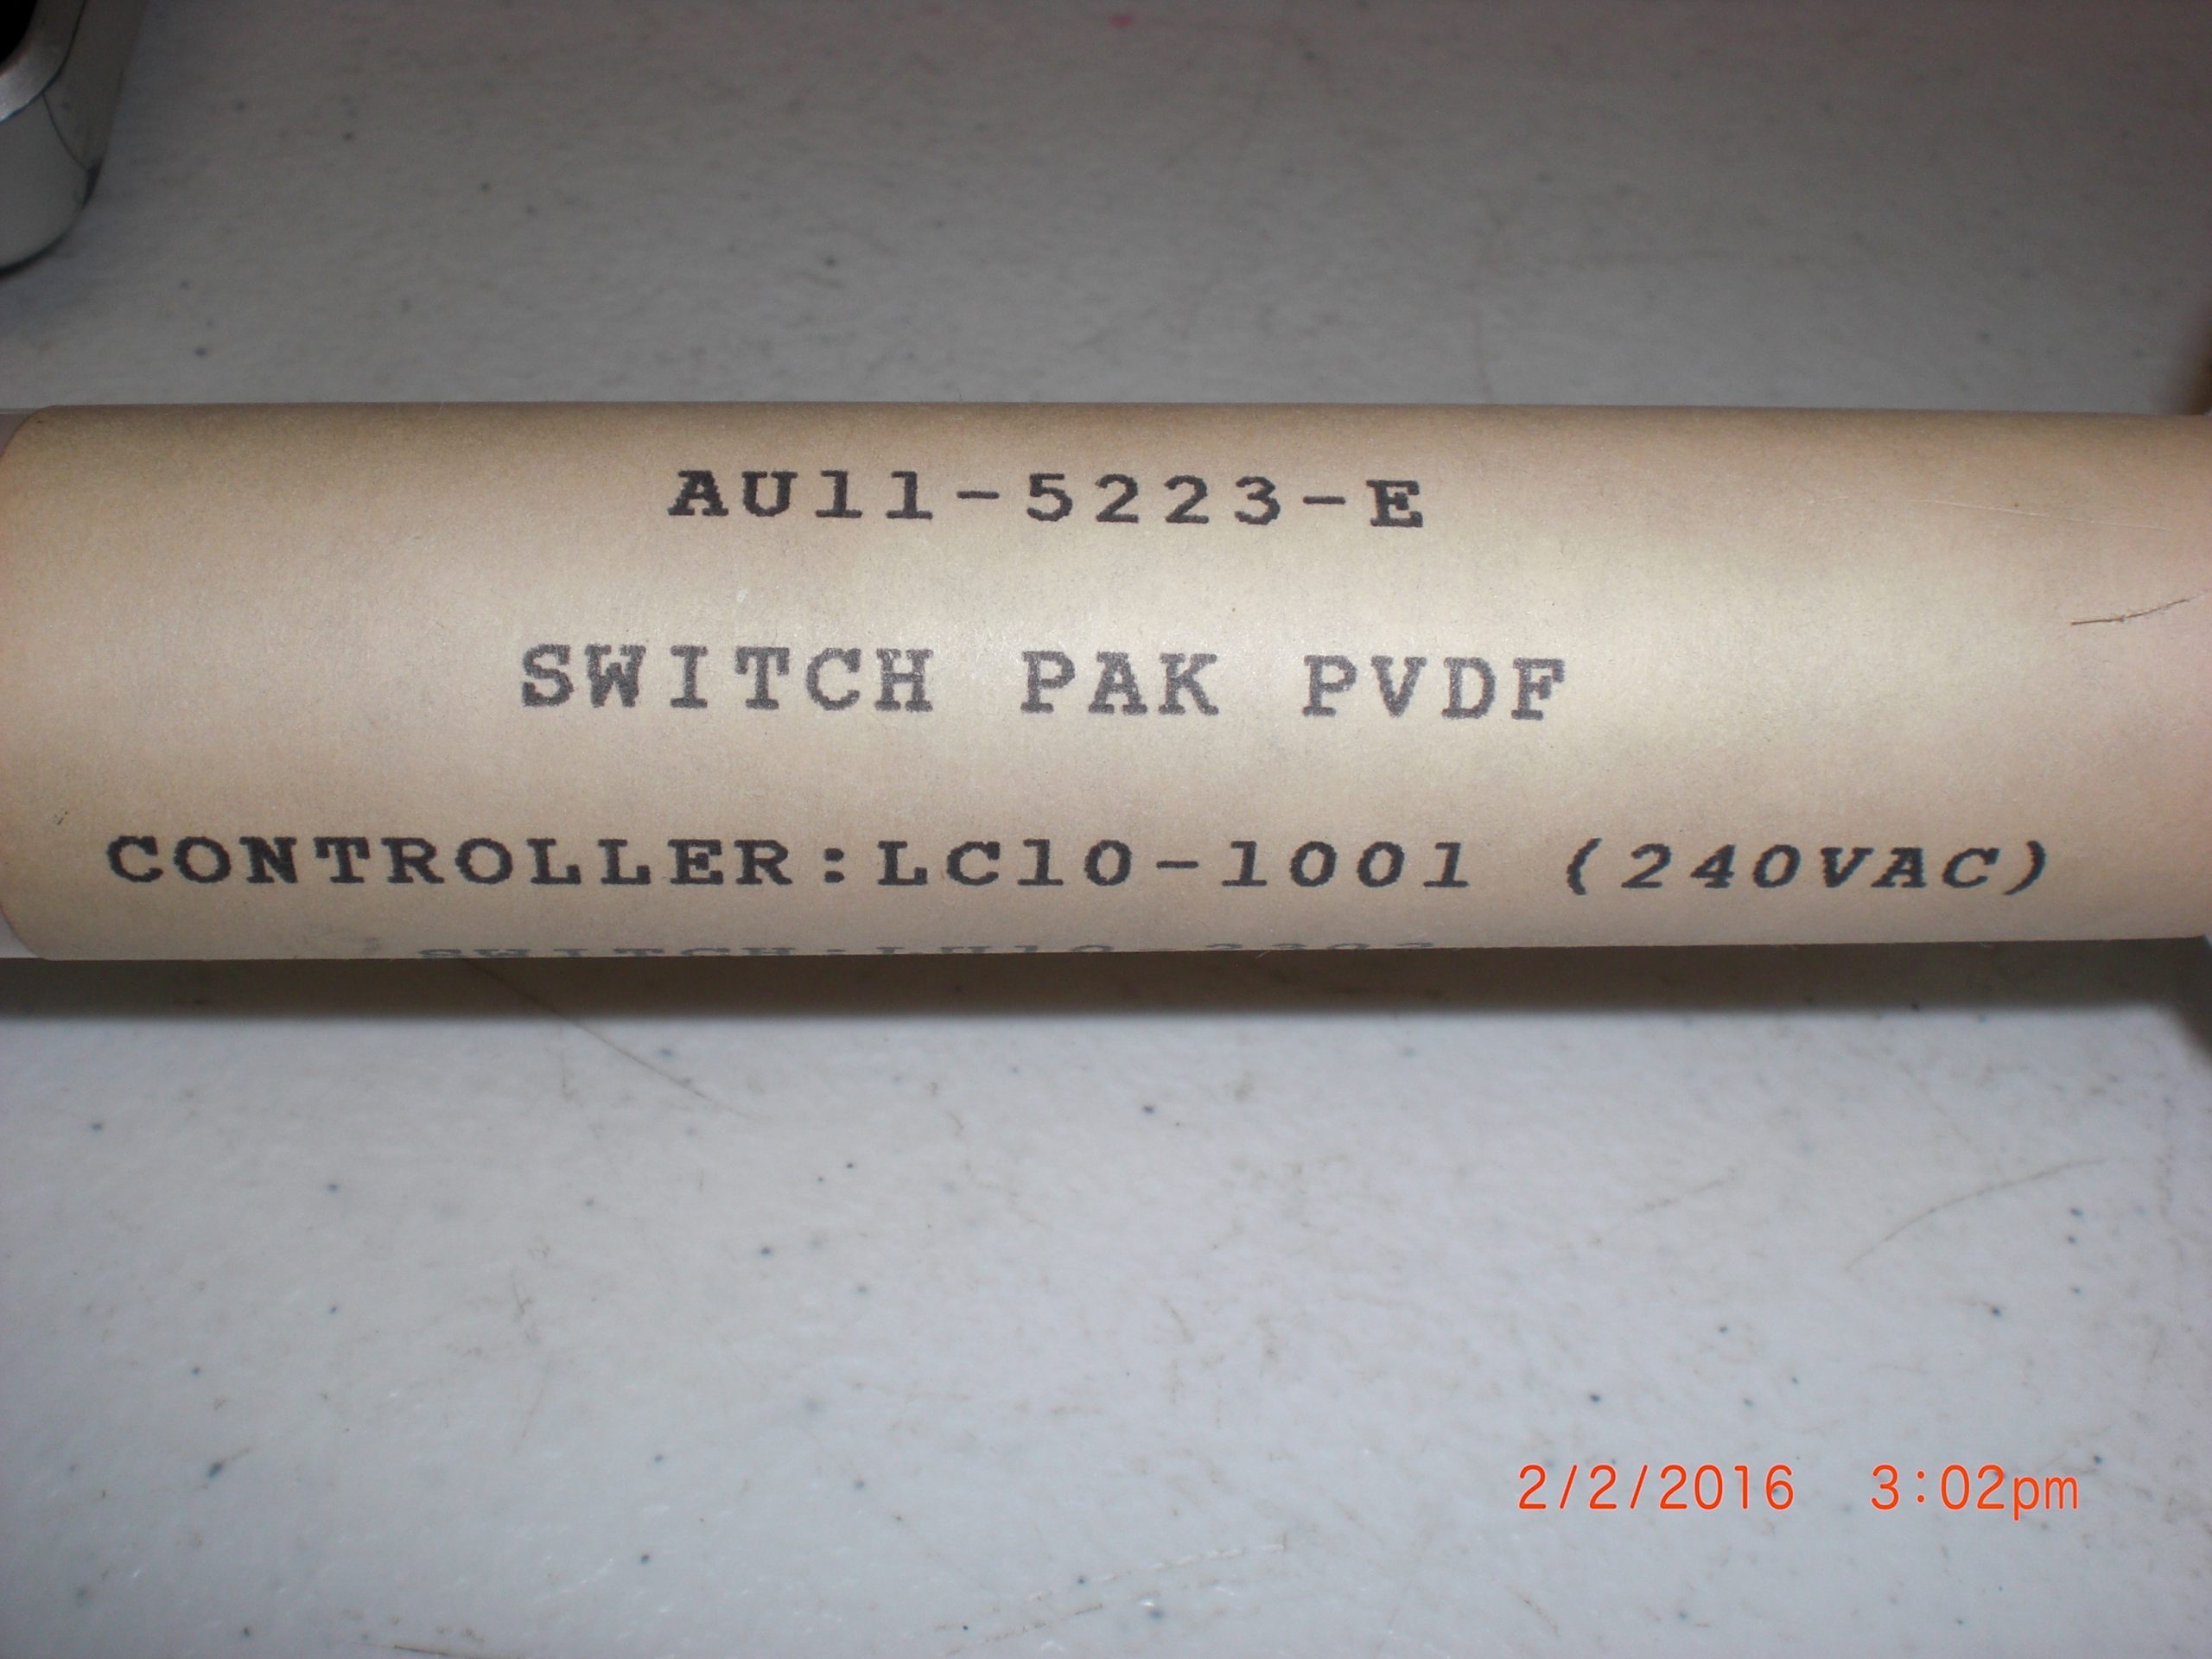 AU11-5223-E
SWITCH PAK PVDF
CONTROLLER:LC10-1001 (240VAC)
2/2/2016 3:02pm